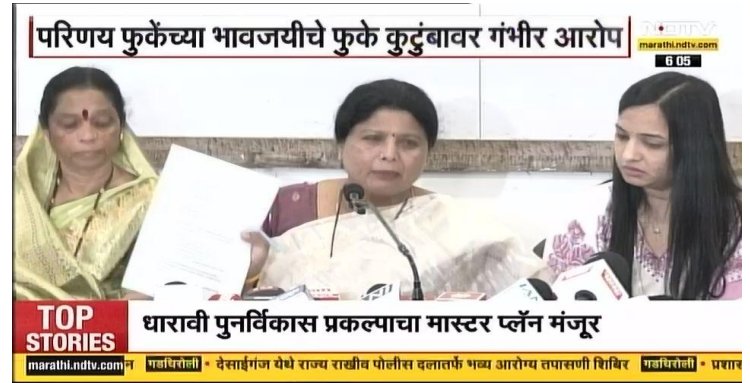 परिणय फुकेंच्या भावजयीचे फुके कुटुंबावर गंभीर आरोप
NDTV
marathi.ndtv.com
6 05
TOP
STORIES
धारावी पुनर्विकास प्रकल्पाचा मास्टर प्लॅन मंजूर
marathi.ndtv.com न गडचिरोली • देसाईगंज येथे राज्य राखीव पोलीस दलातर्फे भव्य आरोग्य तपासणी शिबिर गडचिरोली • प्रशास